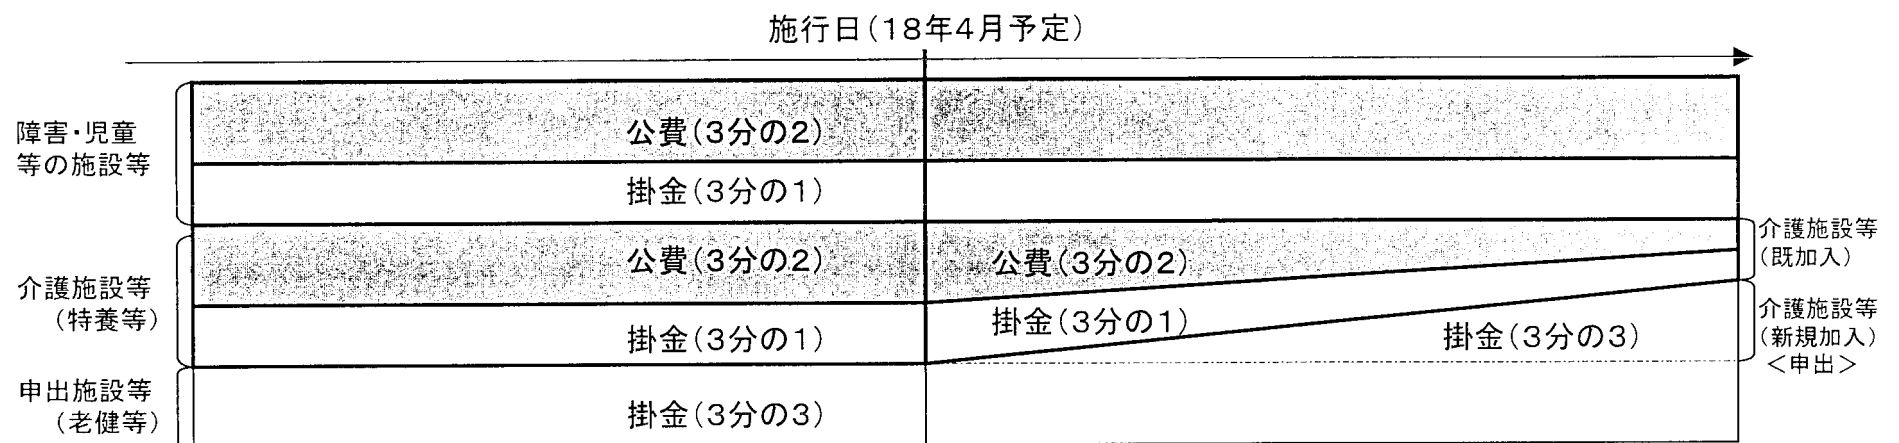 施行日(18年4月予定)
障害・児童
等の施設等
公費(3分の2)
掛金(3分の1)
介護施設等
(特養等)
公費(3分の2)
掛金(3分の1)
公費(3分の2)
掛金(3分の1)
掛金(3分の3)
介護施設等
(既加入)
介護施設等
(新規加入)
<申出>
申出施設等
(老健等)
掛金(3分の3)